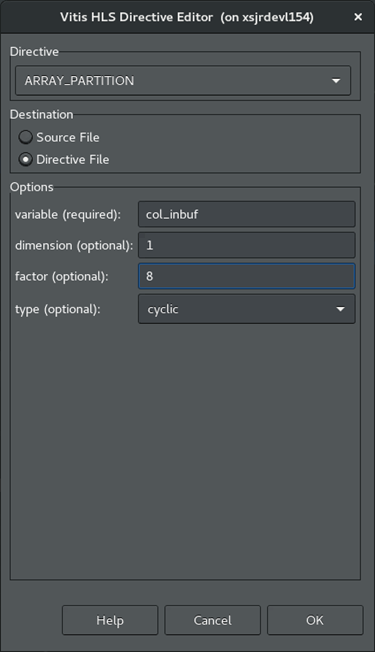 Vitis HLS Directive Editor (on xsjrdevl154)
×
Directive
ARRAY_PARTITION
Destination
Source File
Directive File
Options
variable (required): col_inbuf
dimension (optional): 1
factor (optional): 8
type (optional): cyclic
Help Cancel OK